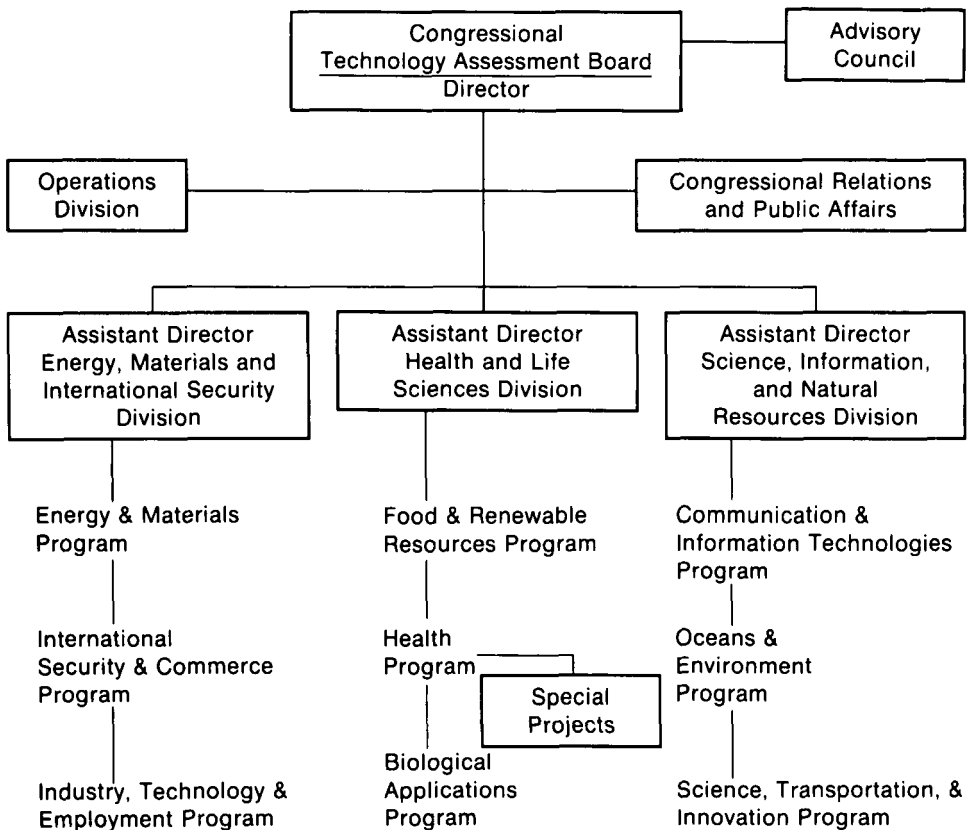 Congressional
Technology Assessment Board
Director
Advisory
Council
Operations
Division
Congressional Relations
and Public Affairs
Assistant Director
Energy, Materials and
International Security
Division
Assistant Director
Health and Life
Sciences Division
Assistant Director
Science, Information,
and Natural
Resources Division
Energy & Materials
Program
International
Security & Commerce
Program
Industry, Technology &
Employment Program
Food & Renewable
Resources Program
Health
Program
Special
Projects
Biological
Applications
Program
Communication &
Information Technologies
Program
Oceans &
Environment
Program
Science, Transportation, &
Innovation Program